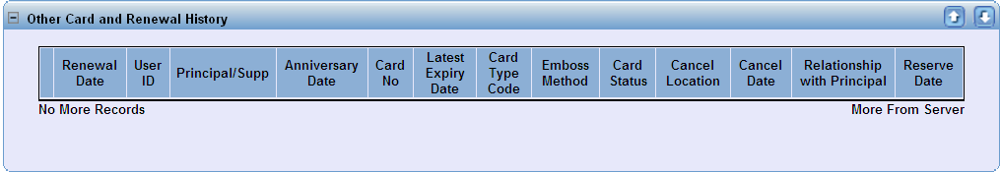 Other Card and Renewal History
Renewal Date
User ID
Principal/Supp
Anniversary Date
Card No
Latest Expiry Date
Card Type Code
Emboss Method
Card Status
Cancel Location
Cancel Date
Relationship with Principal
Reserve Date
No More Records
More From Server